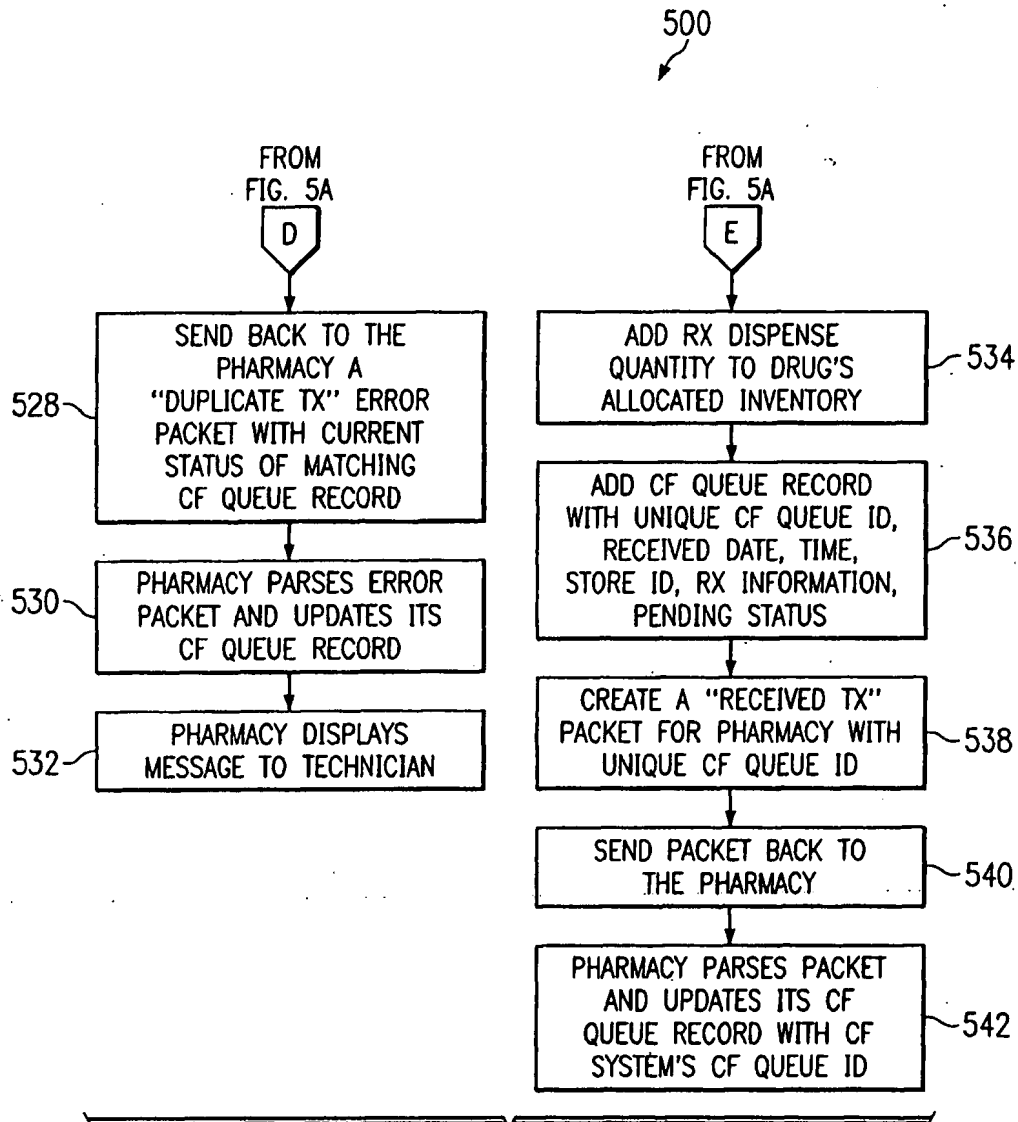 500
FROM
FIG. 5A
D
SEND BACK TO THE
PHARMACY A
"DUPLICATE TX" ERROR
PACKET WITH CURRENT
STATUS OF MATCHING
CF QUEUE RECORD
528
PHARMACY PARSES ERROR
PACKET AND UPDATES ITS
CF QUEUE RECORD
530
PHARMACY DISPLAYS
MESSAGE TO TECHNICIAN
532
FROM
FIG. 5A
E
ADD RX DISPENSE
QUANTITY TO DRUG'S
ALLOCATED INVENTORY
534
ADD CF QUEUE RECORD
WITH UNIQUE CF QUEUE ID,
RECEIVED DATE, TIME,
STORE ID, RX INFORMATION,
PENDING STATUS
536
CREATE A "RECEIVED TX"
PACKET FOR PHARMACY WITH
UNIQUE CF QUEUE ID
538
SEND PACKET BACK TO
THE PHARMACY
540
PHARMACY PARSES PACKET
AND UPDATES ITS CF
QUEUE RECORD WITH CF
SYSTEM'S CF QUEUE ID
542